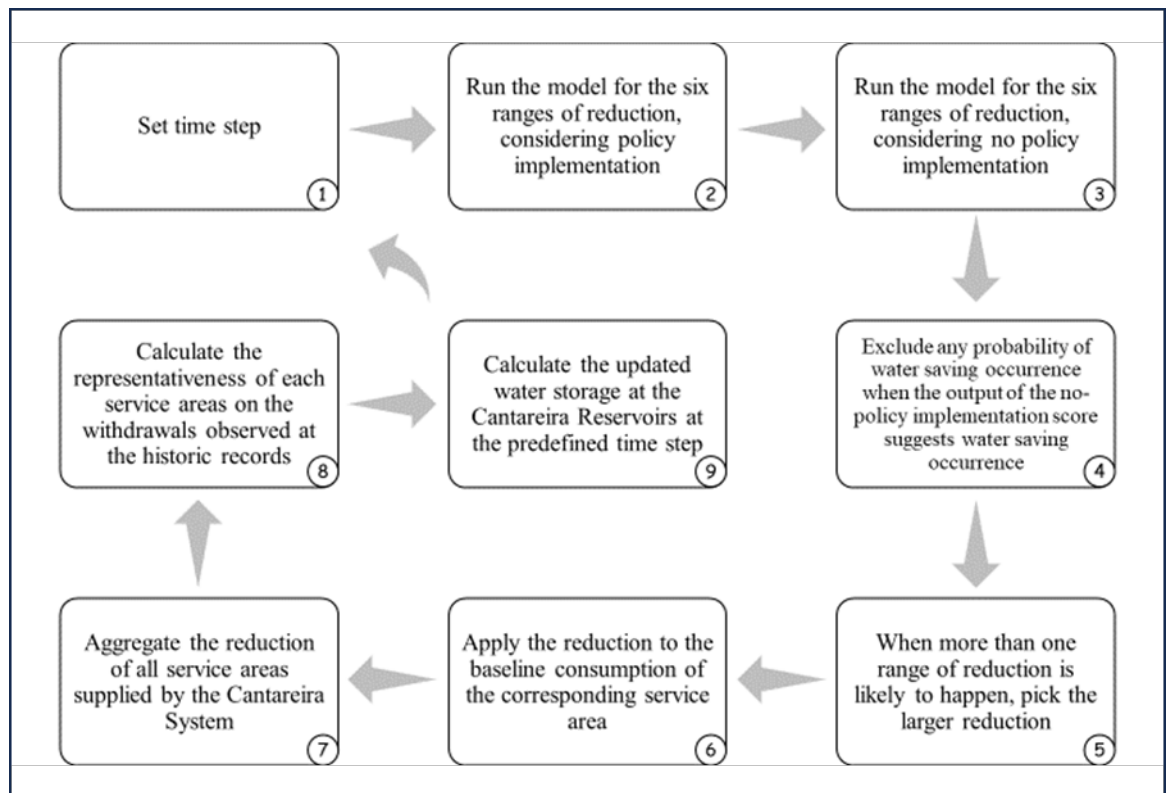 Set time step
1
Run the model for the six
ranges of reduction,
considering policy
implementation
2
Run the model for the six
ranges of reduction,
considering no policy
implementation
3
Exclude any probability of
water saving occurrence
when the output of the no-
policy implementation score
suggests water saving
occurrence
4
When more than one
range of reduction is
likely to happen, pick the
larger reduction
5
Apply the reduction to the
baseline consumption of
the corresponding service
area
6
Aggregate the reduction
of all service areas
supplied by the Cantareira
System
7
Calculate the
representativeness of each
service areas on the
withdrawals observed at
the historic records
8
Calculate the updated
water storage at the
Cantareira Reservoirs at
the predefined time step
9